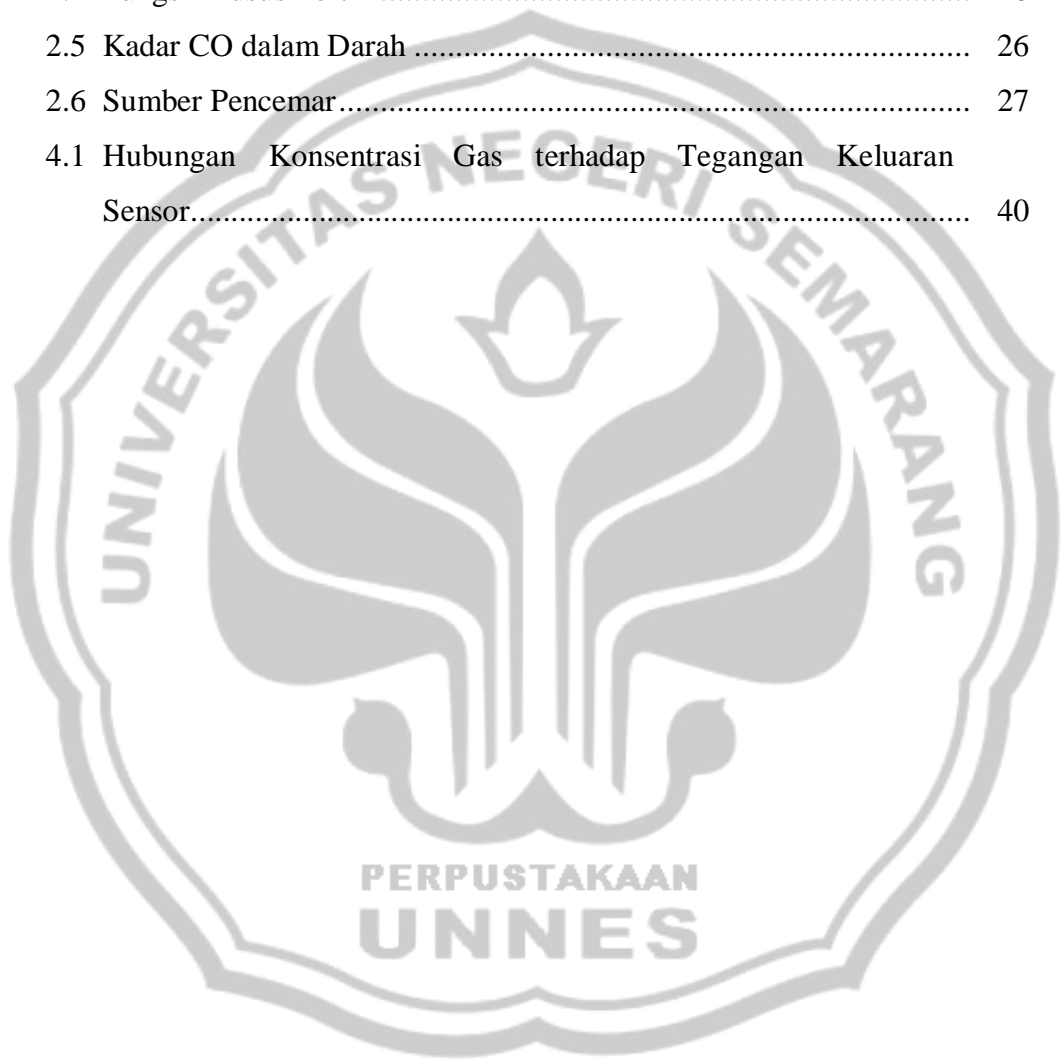 2.5 Kadar CO dalam Darah ..................................................................... 26
2.6 Sumber Pencemar.............................................................................. 27
4.1 Hubungan Konsentrasi Gas terhadap Tegangan Keluaran
Sensor................................................................................................ 40
UNIVERSITAS NEGERI SEMARANG
PERPUSTAKAAN
UNNES